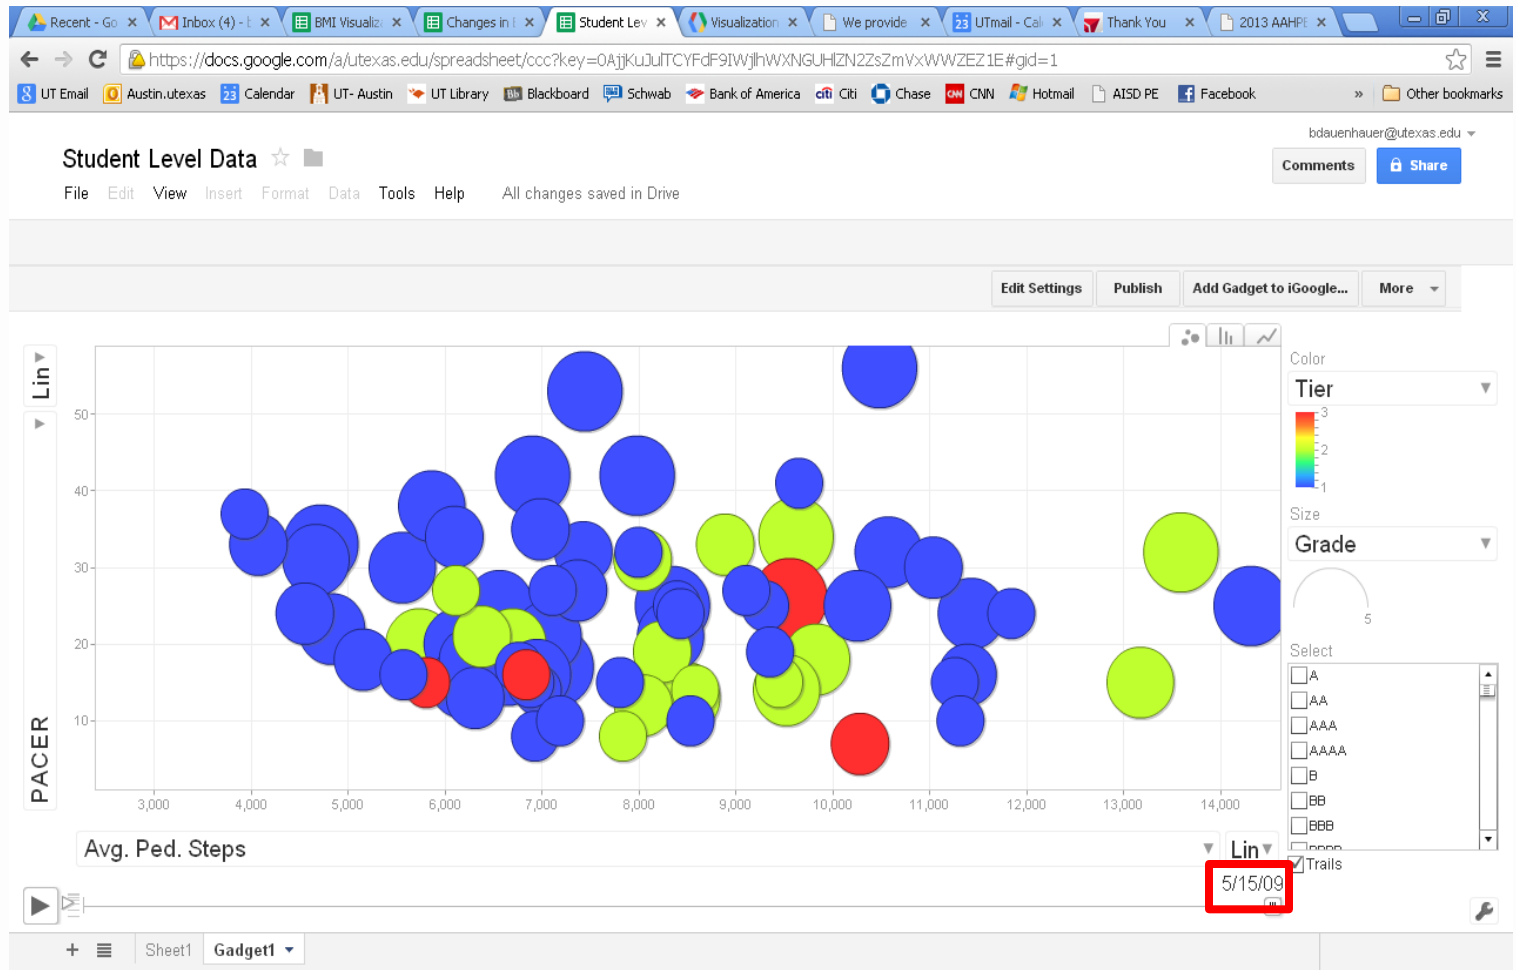 Recent - Go
Inbox (4) - b
BMI Visualiz
Changes in E
Student Lev
Visualization
We provide
UTmail - Cal
Thank You
2013 AAHPE
https://docs.google.com/a/utexas.edu/spreadsheet/ccc?key=0AjjKuJulTCYFdF9IWjlhWXNGUHlZN2ZsZmVxWWZEZ1E#gid=1
UT Email
Austin.utexas
23 Calendar
UT- Austin
UT Library
Bb Blackboard
Schwab
Bank of America
citi Citi
Chase
CNN CNN
Hotmail
AISD PE
Facebook
»
Other bookmarks
bdauenhauer@utexas.edu
Student Level Data
Comments
Share
File Edit View Insert Format Data Tools Help All changes saved in Drive
Edit Settings
Publish
Add Gadget to iGoogle...
More
Lin
PACER
50
40
30
20
10
3,000 4,000 5,000 6,000 7,000 8,000 9,000 10,000 11,000 12,000 13,000 14,000
Avg. Ped. Steps
Lin
5/15/09
Color
Tier
3
2
1
Size
Grade
5
Select
A
AA
AAA
AAAA
B
BB
BBB
BBBB
Trails
Sheet1
Gadget1